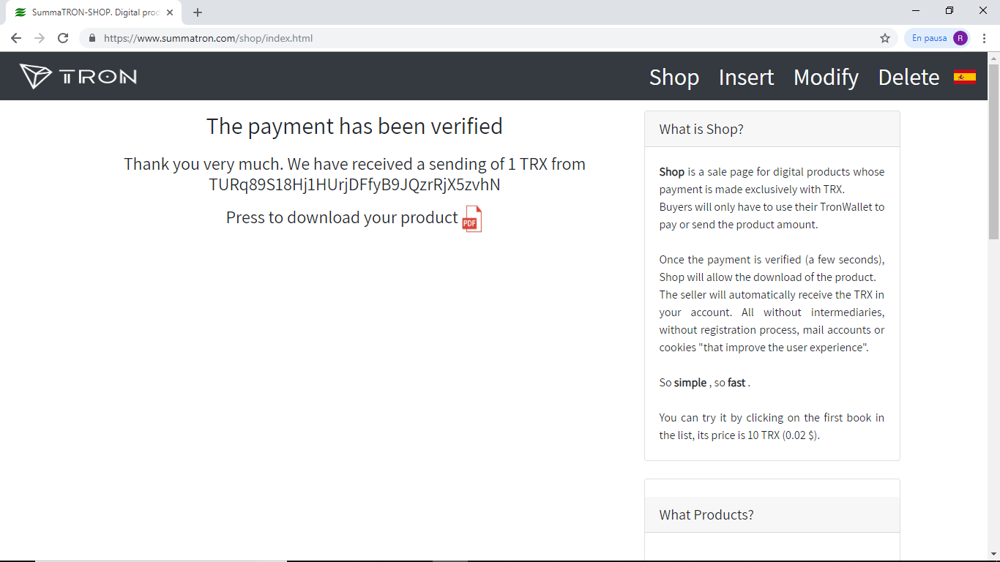 SummaTRON-SHOP. Digital proc
https://www.summatron.com/shop/index.html
En pausa
R
TRON
Shop Insert Modify Delete
The payment has been verified
Thank you very much. We have received a sending of 1 TRX from
TURq89S18Hj1HUrjDFfyB9JQzrRjX5zvhN
Press to download your product
PDF
What is Shop?
Shop is a sale page for digital products whose
payment is made exclusively with TRX.
Buyers will only have to use their TronWallet to
pay or send the product amount.
Once the payment is verified (a few seconds),
Shop will allow the download of the product.
The seller will automatically receive the TRX in
your account. All without intermediaries,
without registration process, mail accounts or
cookies "that improve the user experience".
So simple , so fast .
You can try it by clicking on the first book in
the list, its price is 10 TRX (0.02 $).
What Products?